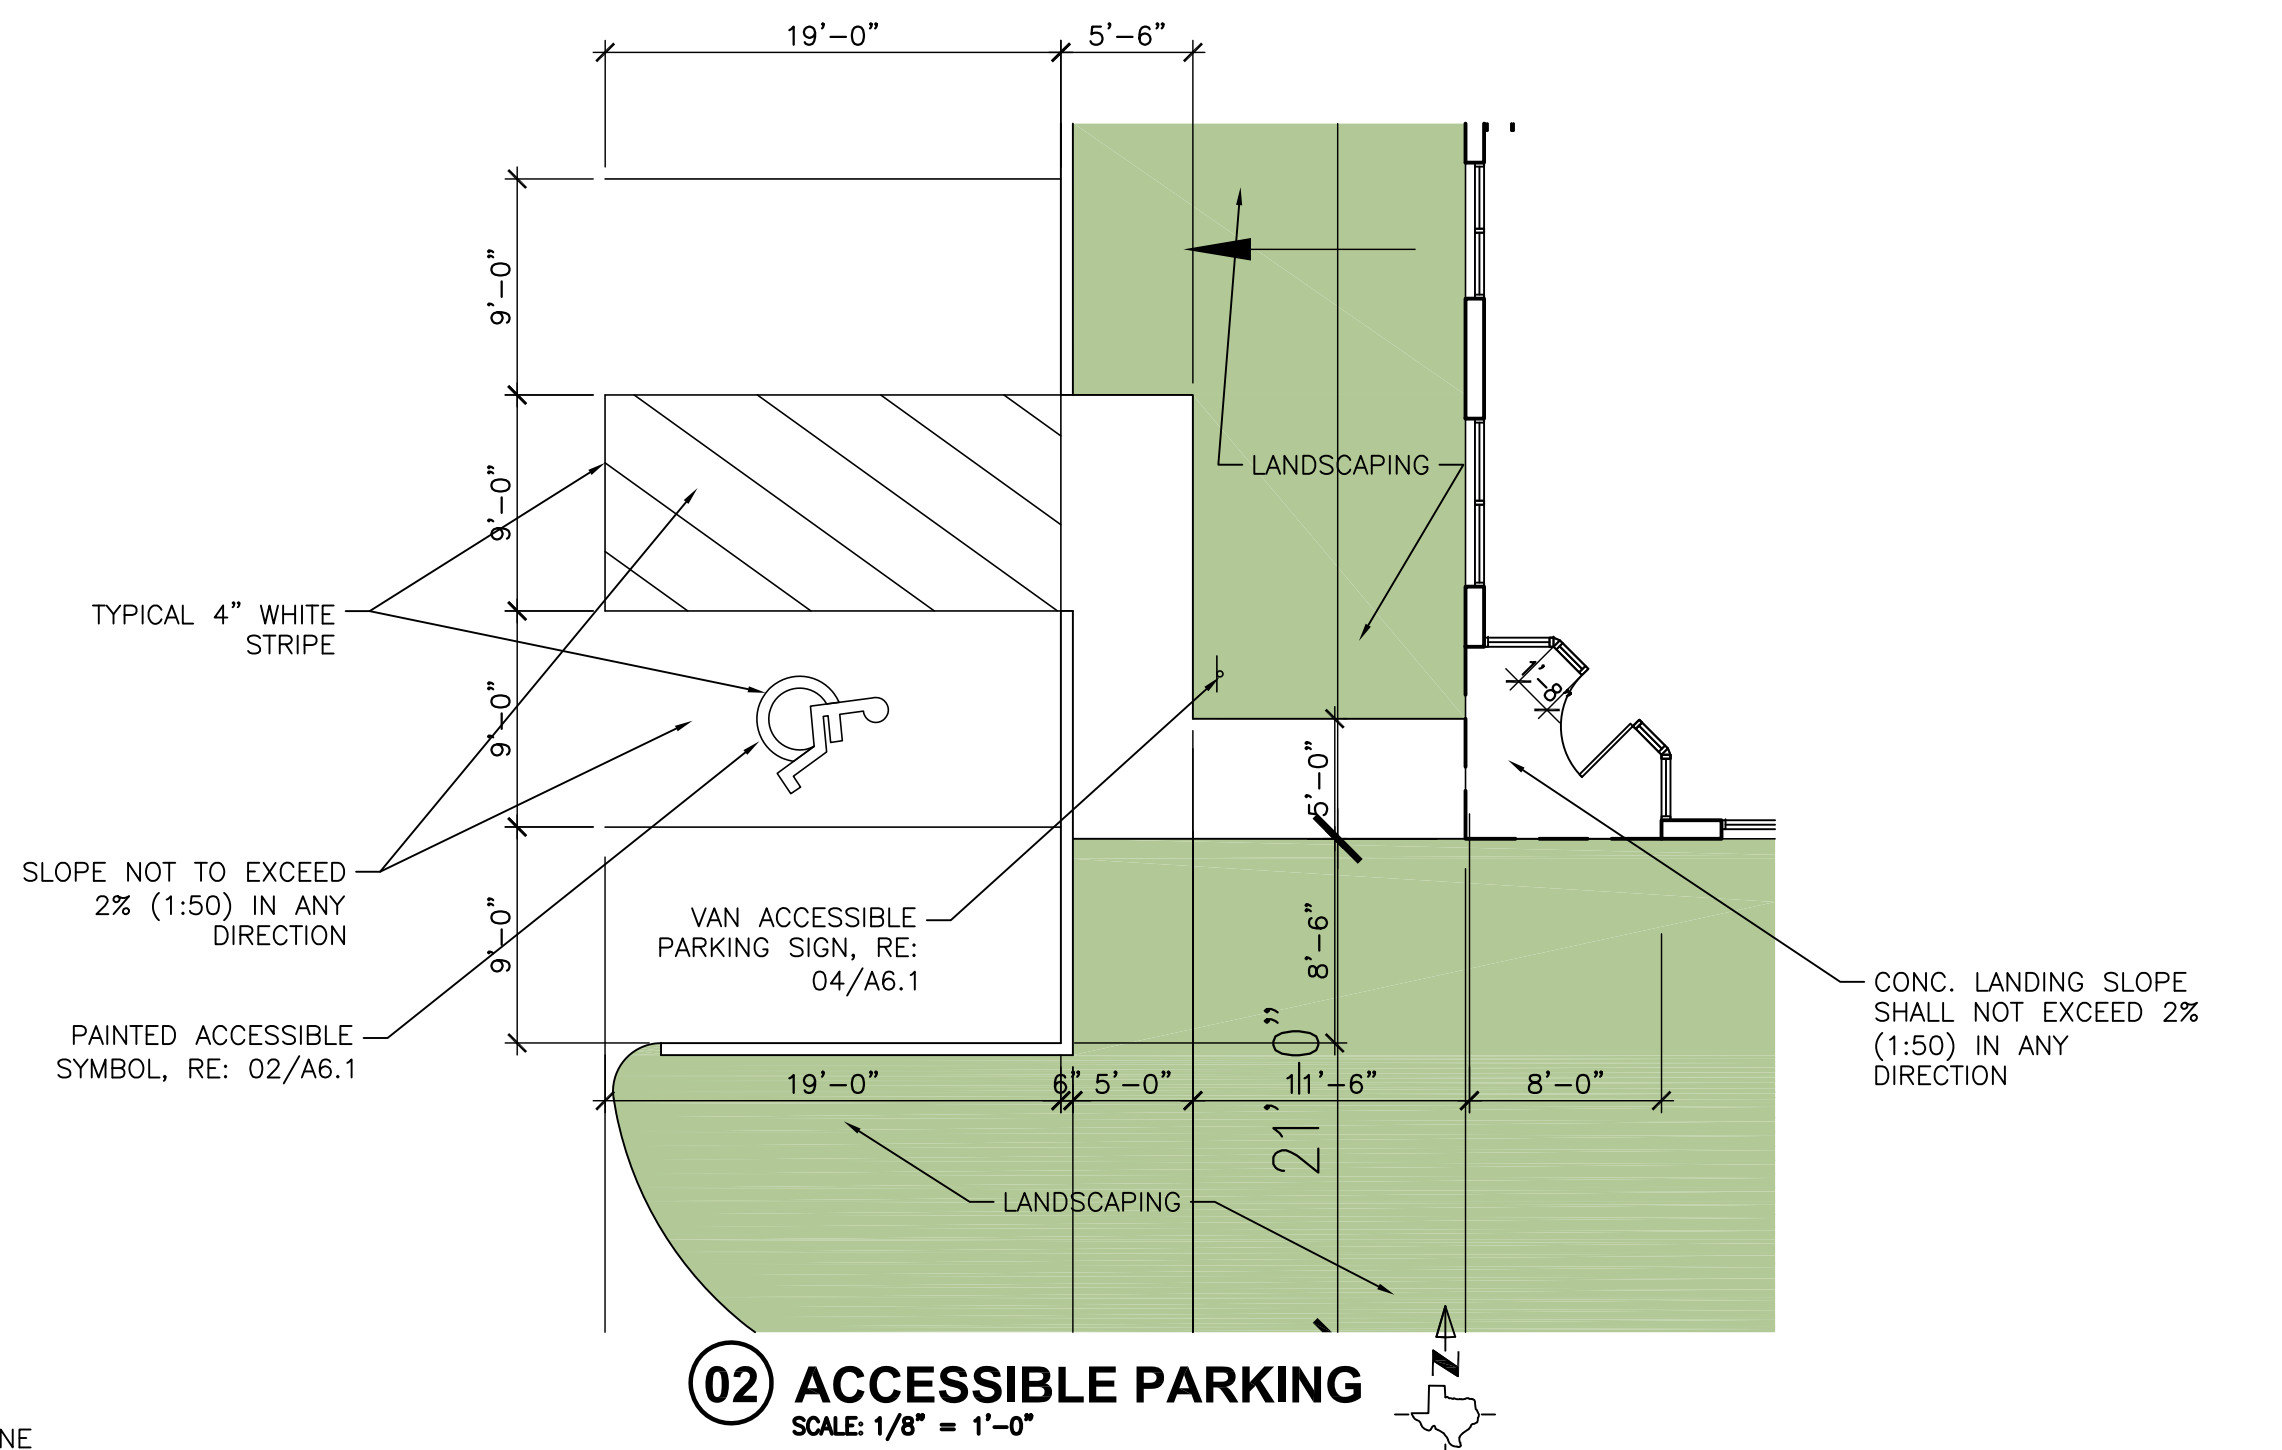 19'-0"
5'-6"
9'-0"
9'-0"
LANDSCAPING
TYPICAL 4" WHITE
STRIPE
1'-8"
9'-0"
5'-0"
SLOPE NOT TO EXCEED
2% (1:50) IN ANY
DIRECTION
9'-0"
VAN ACCESSIBLE
PARKING SIGN, RE:
04/A6.1
8'-6"
CONC. LANDING SLOPE
SHALL NOT EXCEED 2%
(1:50) IN ANY
DIRECTION
PAINTED ACCESSIBLE
SYMBOL, RE: 02/A6.1
19'-0"
6"
5'-0"
11'-6"
8'-0"
21'-0"
LANDSCAPING
02
ACCESSIBLE PARKING
SCALE: 1/8" = 1'-0"
N
NE